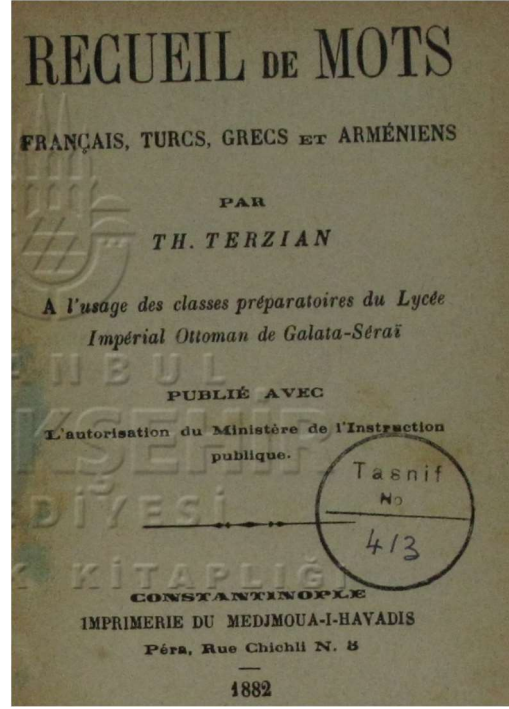 RECUEIL DE MOTS
FRANÇAIS, TURCS, GRECS ET ARMÉNIENS
PAR
TH. TERZIAN
A l'usage des classes préparatoires du Lycée
Impérial Ottoman de Galata-Séraï
PUBLIÉ AVEC
L'autorisation du Ministère de l'Instruction
publique.
Tasnif
No
413
CONSTANTINOPLE
IMPRIMERIE DU MEDJMOUA-I-HAVADIS
Péra, Rue Chichli N. 8
1882